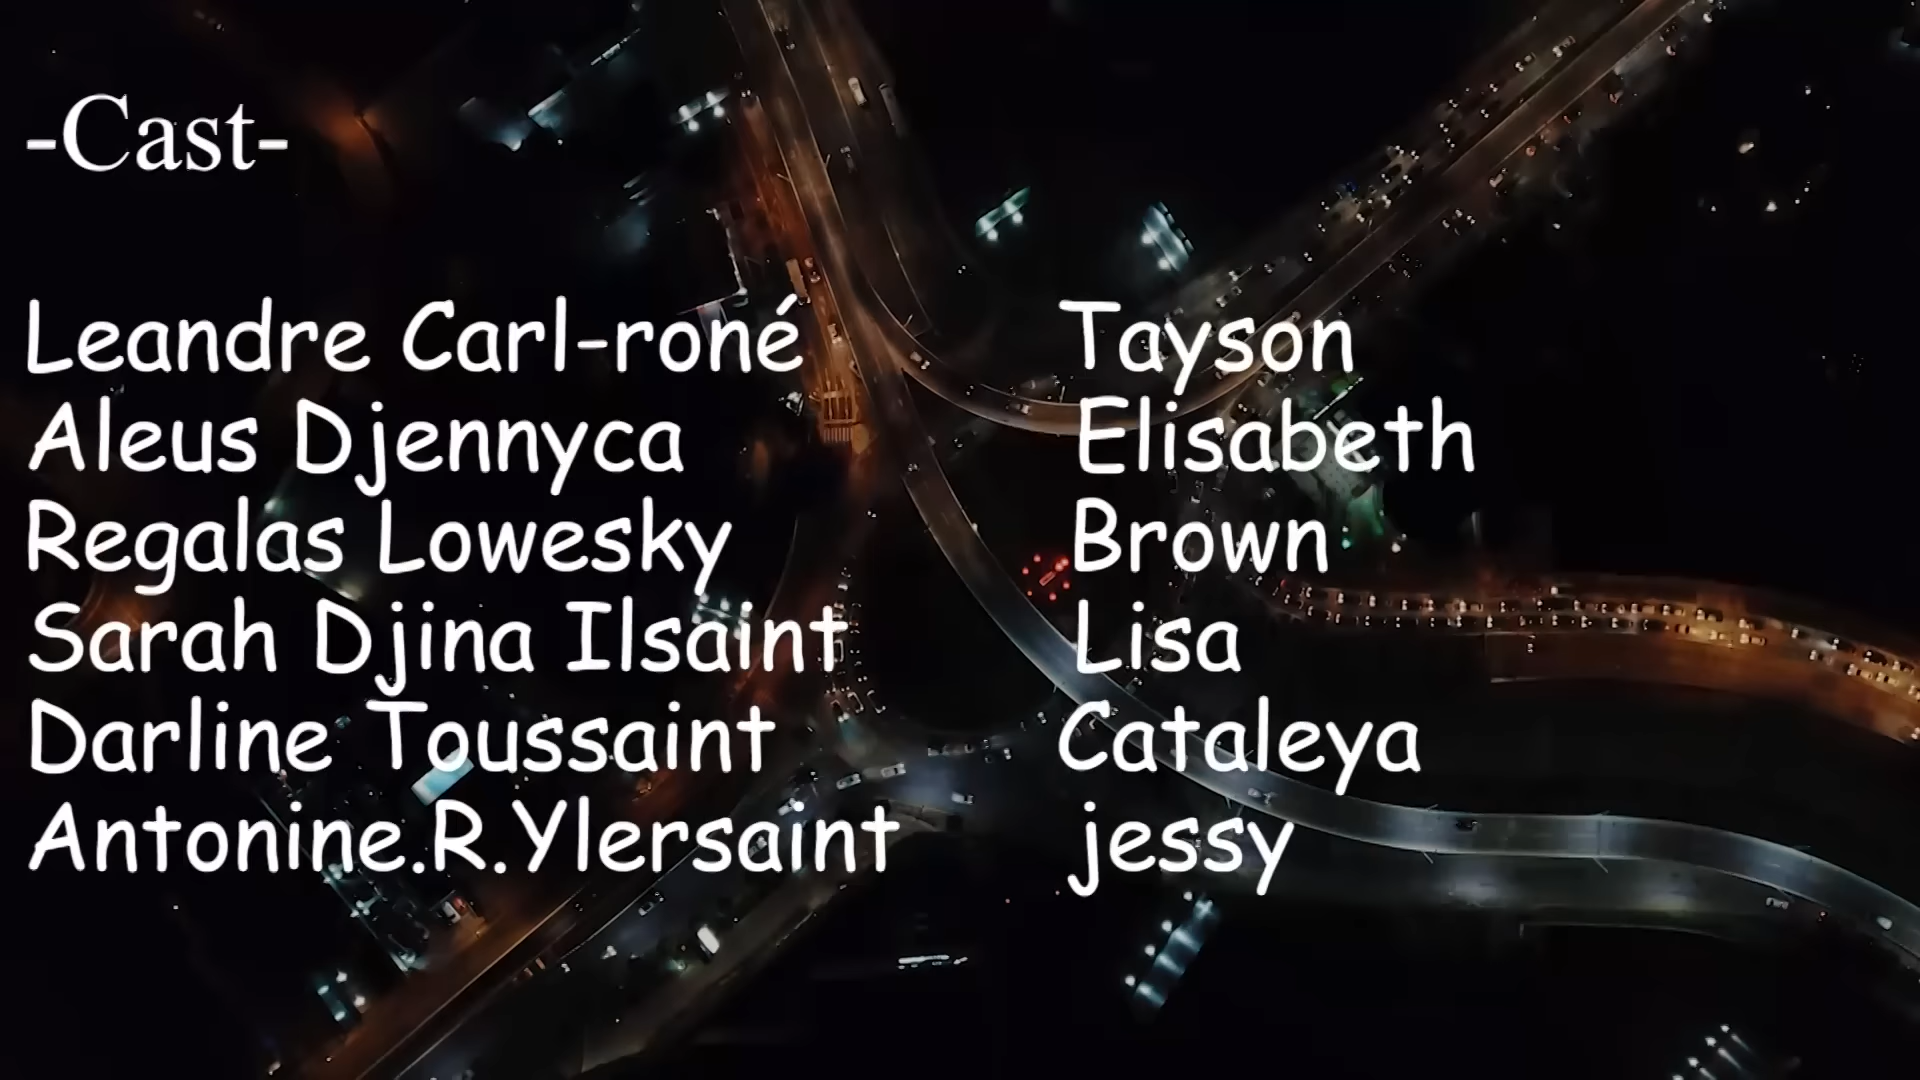 -Cast-
Leandre Carl-roné Tayson
Aleus Djennyca Elisabeth
Regalas Lowesky Brown
Sarah Djina Ilsaint Lisa
Darline Toussaint Cataleya
Antonine.R.Ylersaint jessy